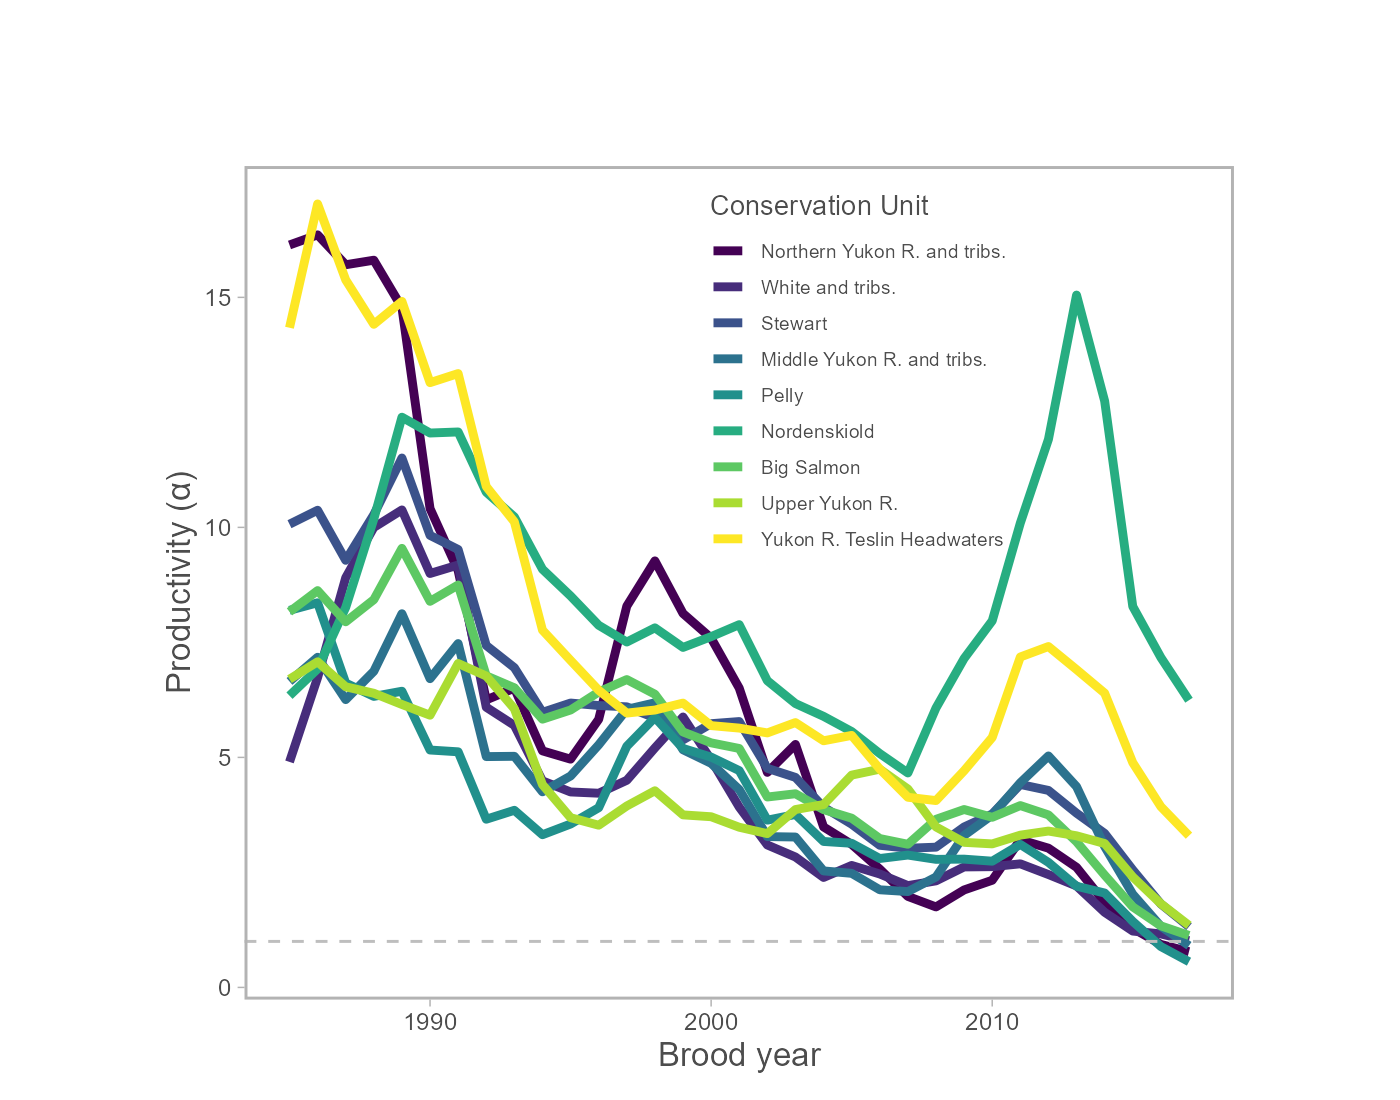 Conservation Unit
Northern Yukon R. and tribs.
White and tribs.
Stewart
Middle Yukon R. and tribs.
Pelly
Nordenskiold
Big Salmon
Upper Yukon R.
Yukon R. Teslin Headwaters
15
10
5
0
Productivity (α)
1990 2000 2010
Brood year